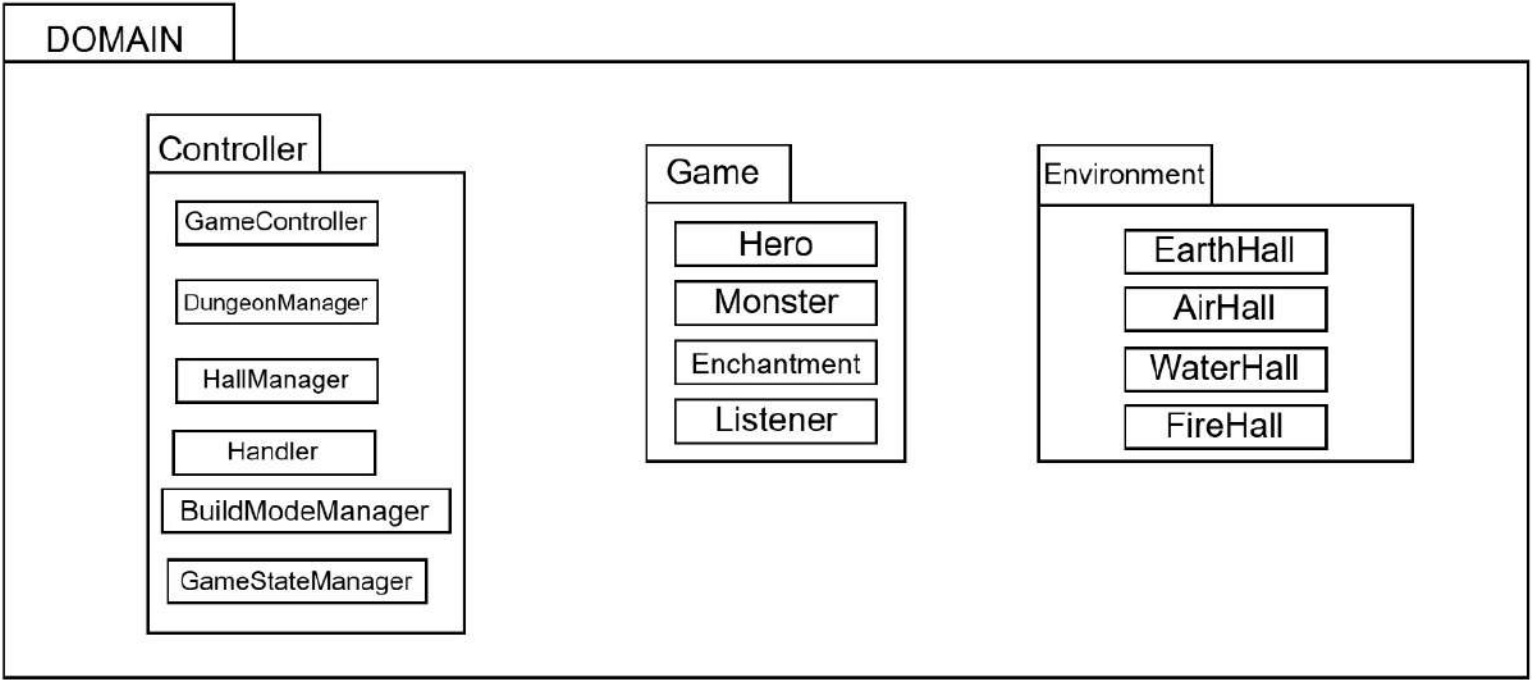 DOMAIN
Controller
GameController
DungeonManager
HallManager
Handler
BuildModeManager
GameStateManager
Game
Hero
Monster
Enchantment
Listener
Environment
EarthHall
AirHall
WaterHall
FireHall